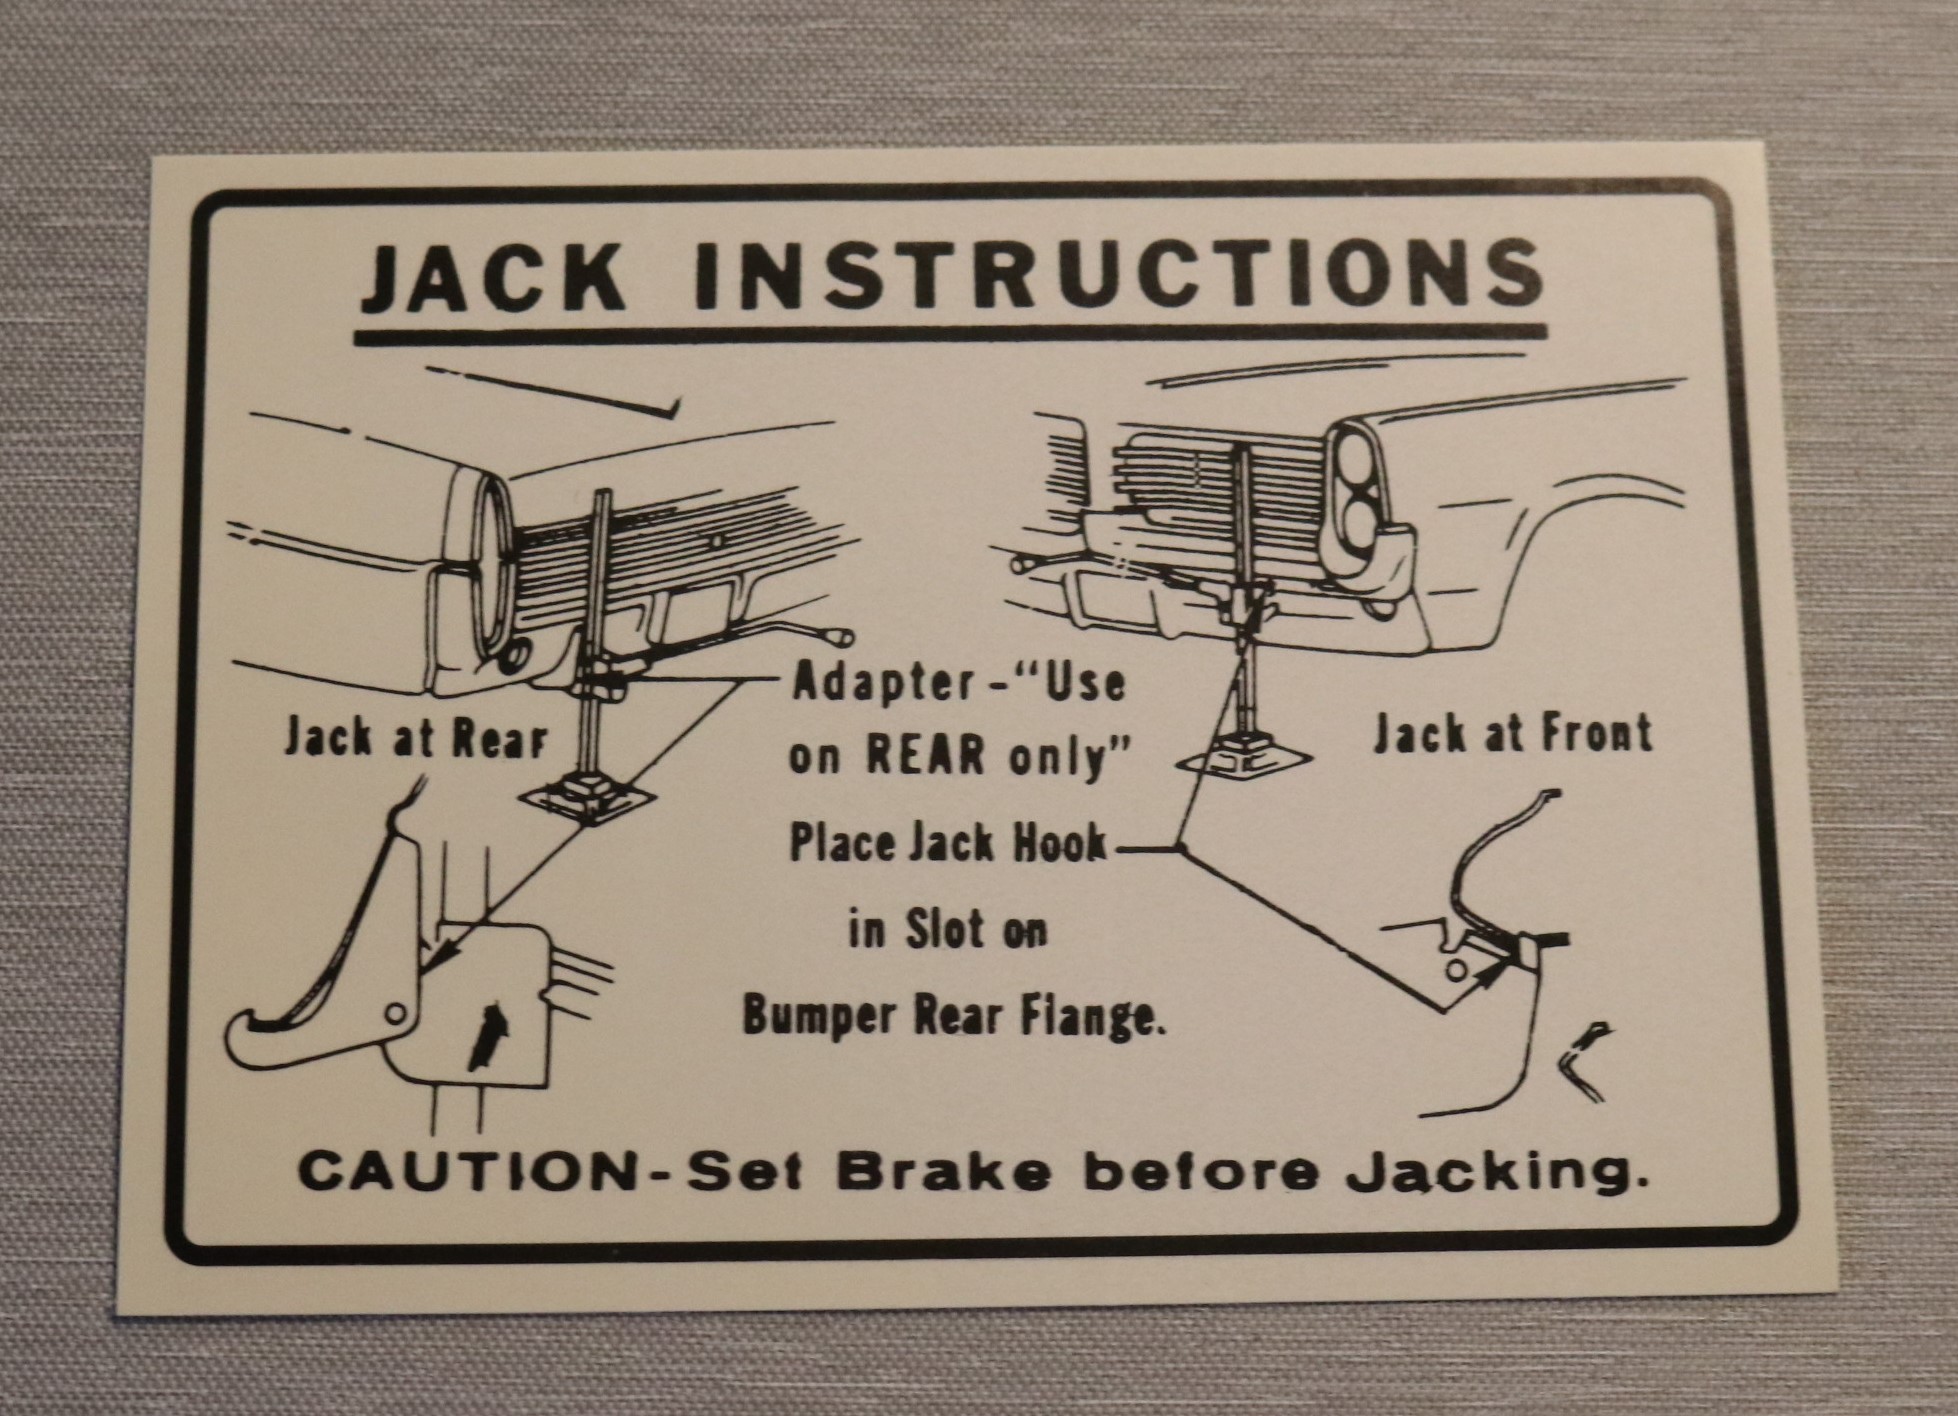 JACK INSTRUCTIONS
Adapter-"Use
on REAR only"
Jack at Rear
Jack at Front
Place Jack Hook
in Slot on
Bumper Rear Flange.
CAUTION-Set Brake before Jacking.